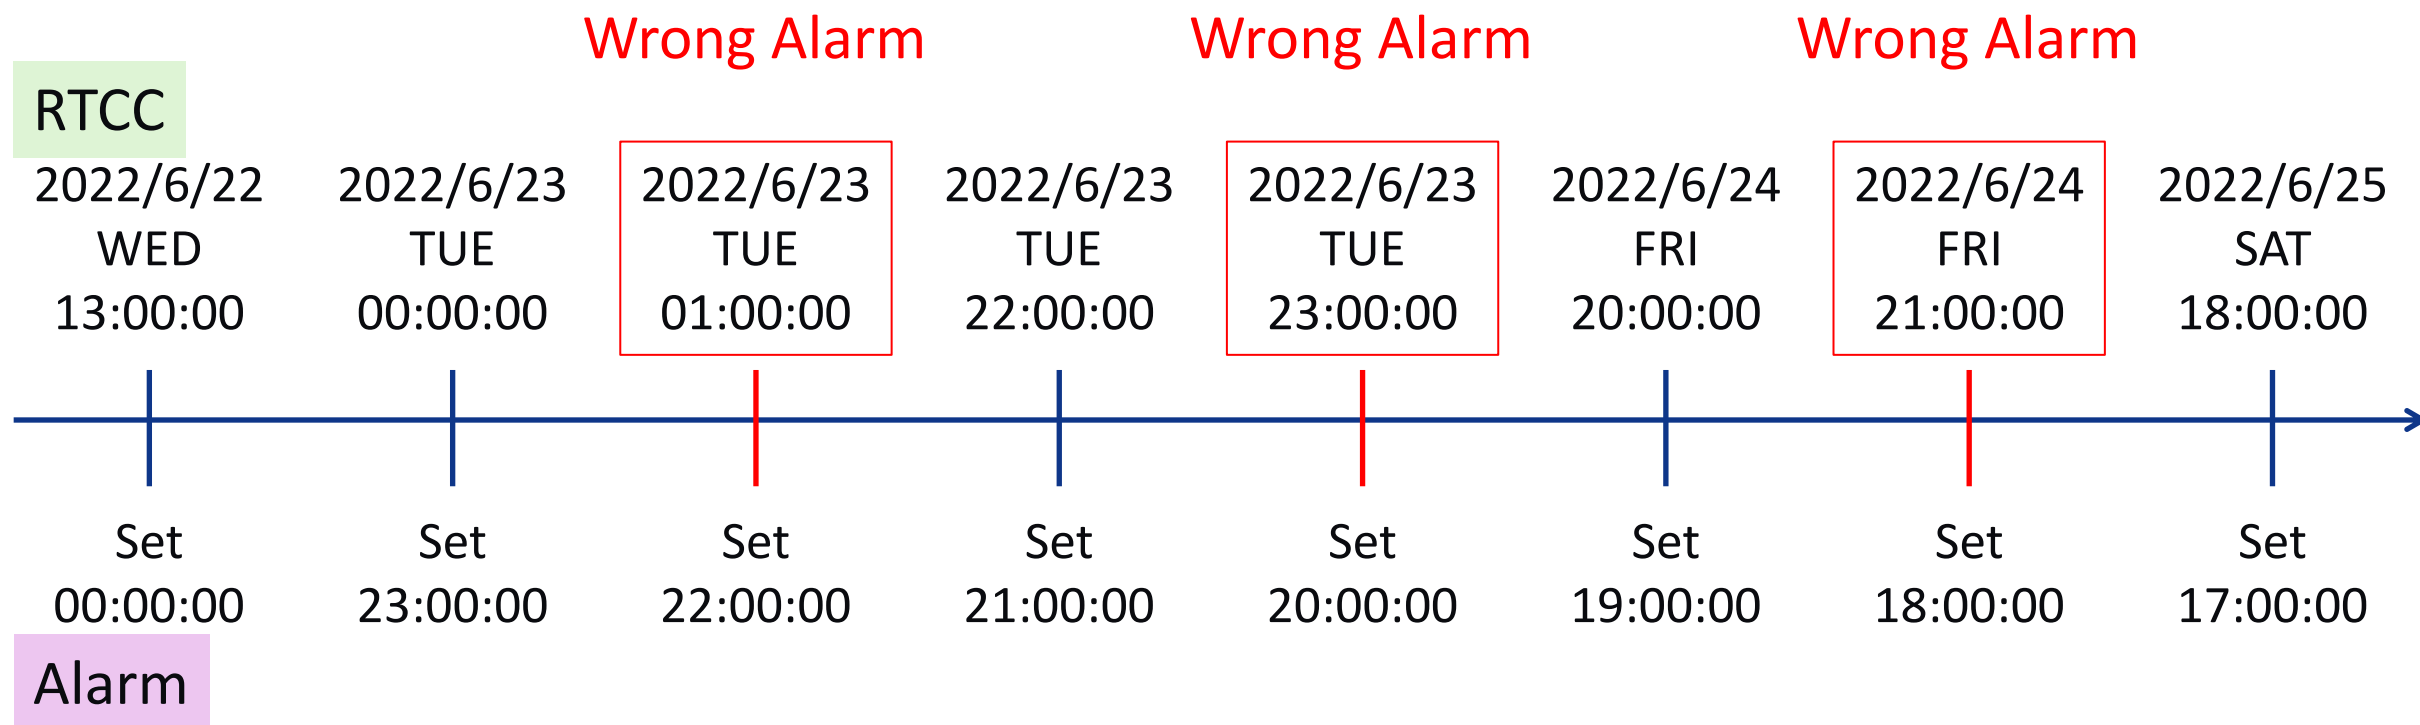 Wrong Alarm Wrong Alarm Wrong Alarm
RTCC
2022/6/22 2022/6/23 2022/6/23 2022/6/23 2022/6/23 2022/6/24 2022/6/24 2022/6/25
WED TUE TUE TUE TUE FRI FRI SAT
13:00:00 00:00:00 01:00:00 22:00:00 23:00:00 20:00:00 21:00:00 18:00:00
Set Set Set Set Set Set Set Set
00:00:00 23:00:00 22:00:00 21:00:00 20:00:00 19:00:00 18:00:00 17:00:00
Alarm